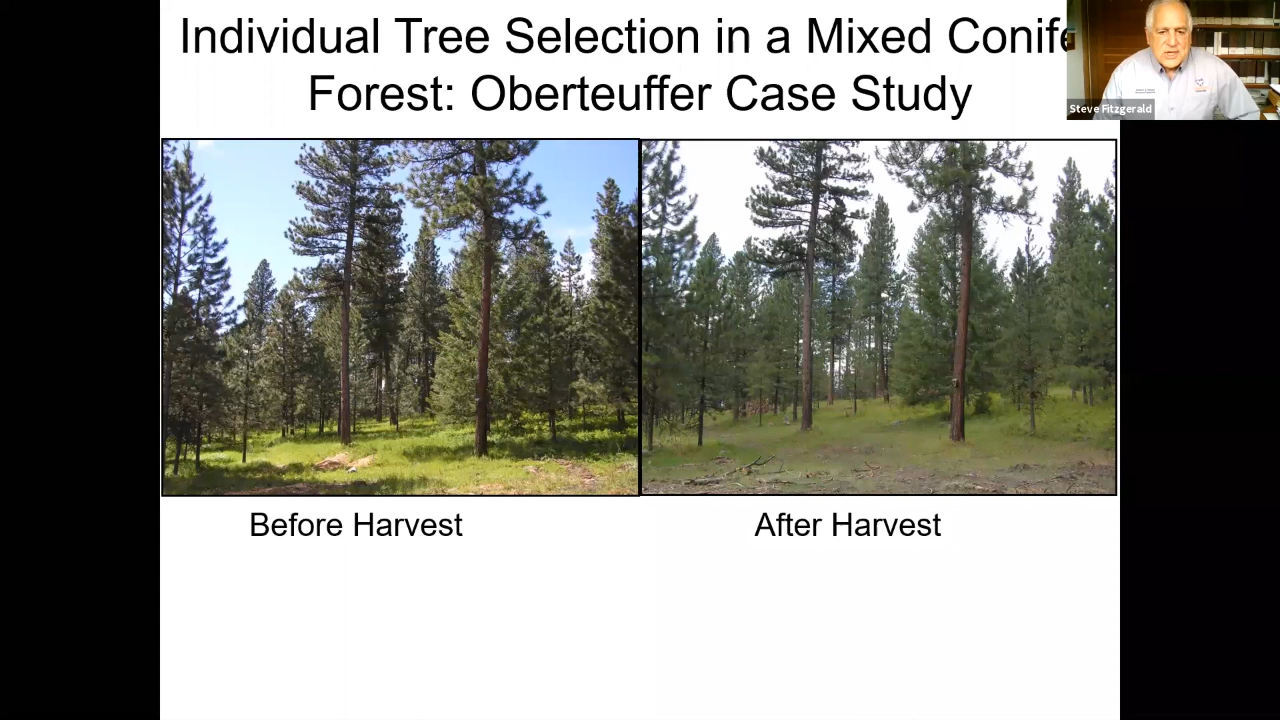 Individual Tree Selection in a Mixed Conife
Forest: Oberteuffer Case Study
Steve Fitzgerald
Before Harvest
After Harvest